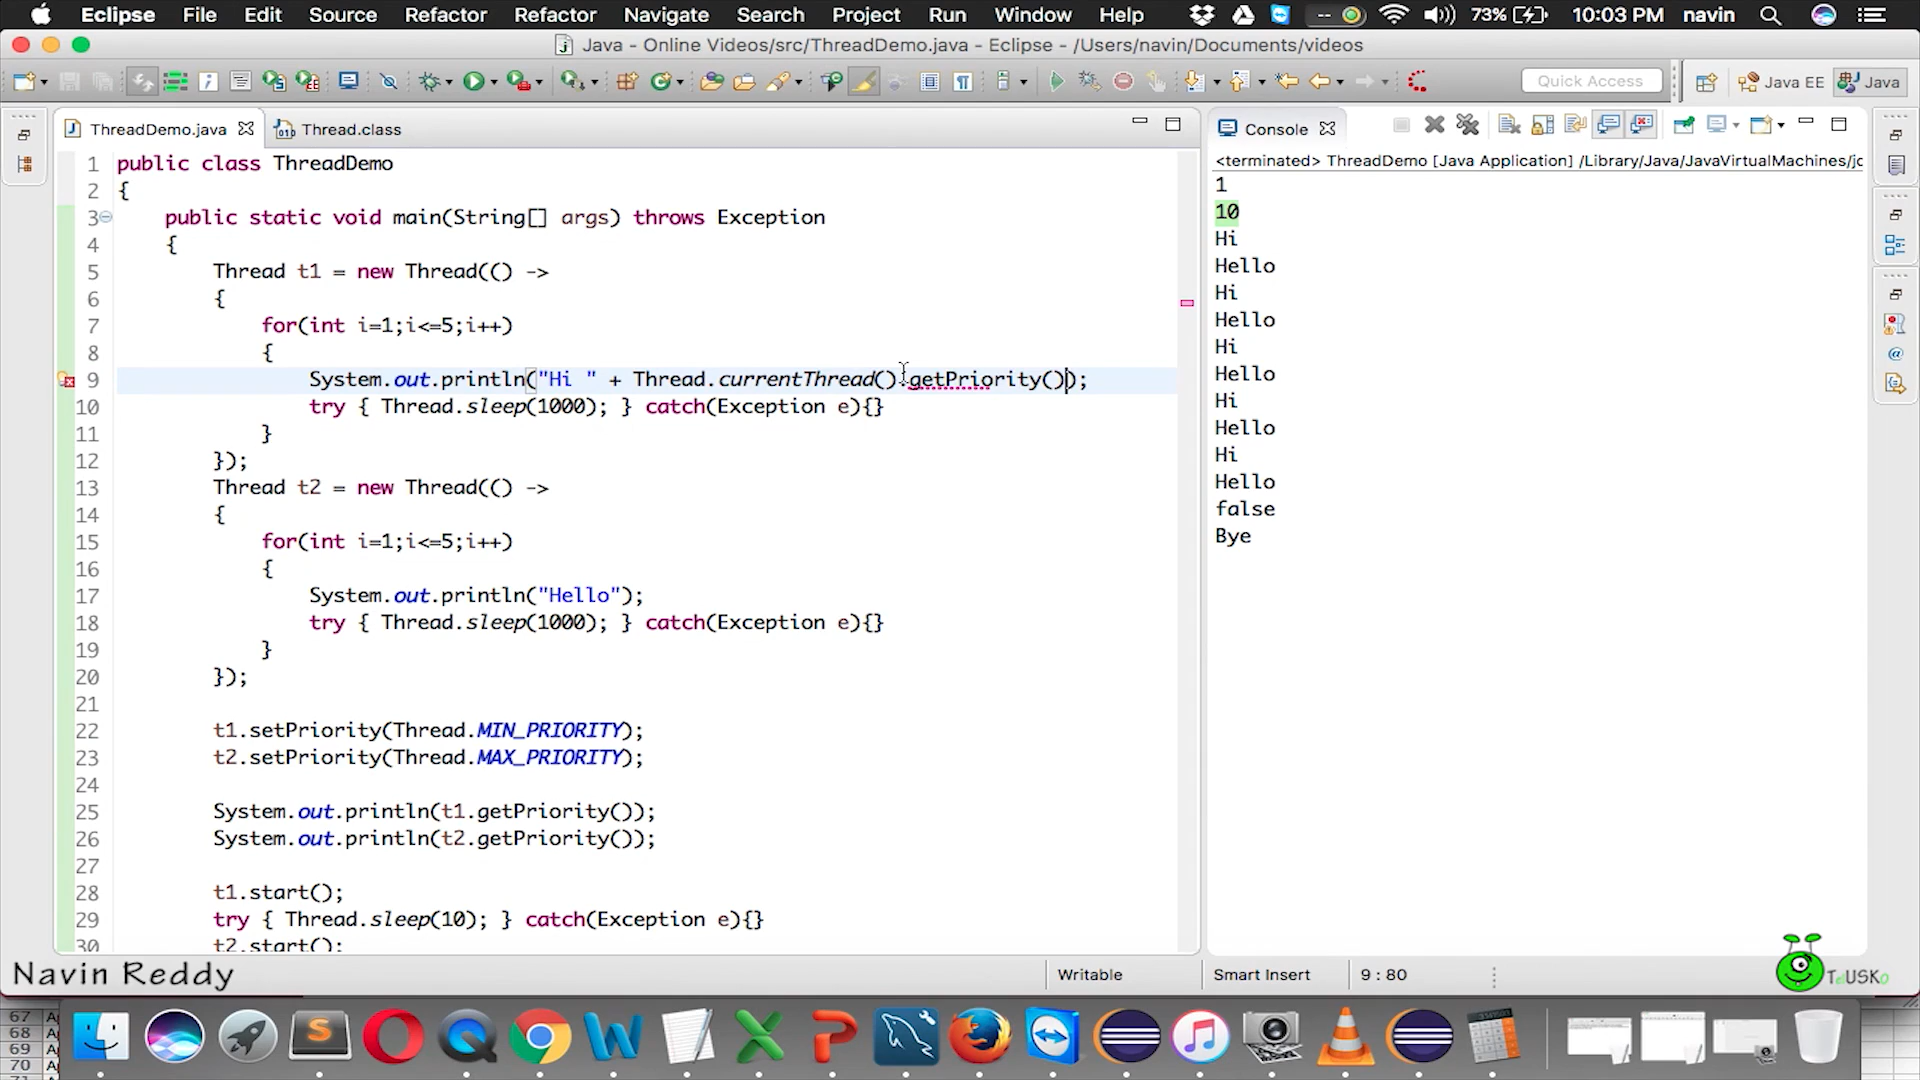 Eclipse File Edit Source Refactor Refactor Navigate Search Project Run Window Help 73% 10:03 PM navin
Java - Online Videos/src/ThreadDemo.java - Eclipse - /Users/navin/Documents/videos
Quick Access Java EE Java
ThreadDemo.java Thread.class
1 public class ThreadDemo
2 {
3 public static void main(String[] args) throws Exception
4 {
5 Thread t1 = new Thread(() ->
6 {
7 for(int i=1;i<=5;i++)
8 {
9 System.out.println("Hi " + Thread.currentThread().getPriority());
10 try { Thread.sleep(1000); } catch(Exception e){}
11 }
12 });
13 Thread t2 = new Thread(() ->
14 {
15 for(int i=1;i<=5;i++)
16 {
17 System.out.println("Hello");
18 try { Thread.sleep(1000); } catch(Exception e){}
19 }
20 });
21
22 t1.setPriority(Thread.MIN_PRIORITY);
23 t2.setPriority(Thread.MAX_PRIORITY);
24
25 System.out.println(t1.getPriority());
26 System.out.println(t2.getPriority());
27
28 t1.start();
29 try { Thread.sleep(10); } catch(Exception e){}
30 t2.start();
Console
<terminated> ThreadDemo [Java Application] /Library/Java/JavaVirtualMachines/jc
1
10
Hi
Hello
Hi
Hello
Hi
Hello
Hi
Hello
Hi
Hello
false
Bye
Navin Reddy
Writable Smart Insert 9 : 80
TelUSKo
67
68
69
70